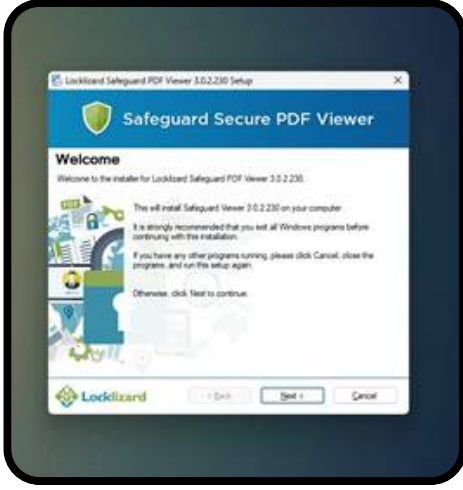 Locklizard Safeguard PDF Viewer 3.0.2.230 Setup
Safeguard Secure PDF Viewer
Welcome
Welcome to the installer for Locklizard Safeguard PDF Viewer 3.0.2.230.
PDF
This will install Safeguard Viewer 3.0.2.230 on your computer.
It is strongly recommended that you exit all Windows programs before
continuing with this installation.
If you have any other programs running, please click Cancel, close the
programs, and run this setup again.
Otherwise, click Next to continue.
Locklizard
< Back
Next >
Cancel